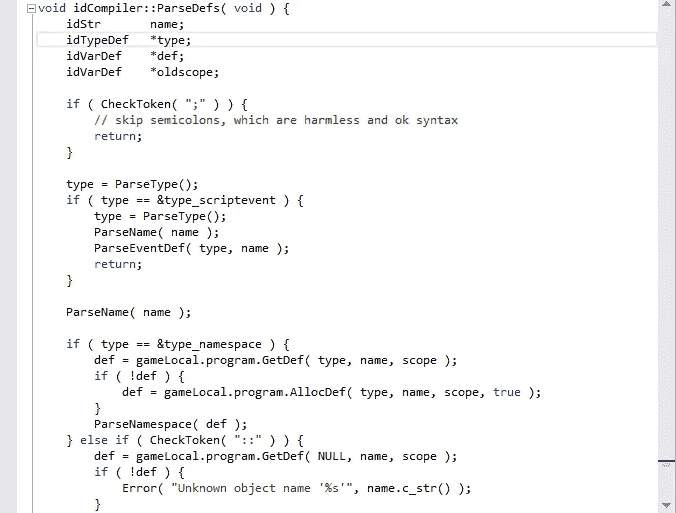 void idCompiler::ParseDefs( void ) {
    idStr       name;
    idTypeDef   *type;
    idVarDef    *def;
    idVarDef    *oldscope;

    if ( CheckToken( ";" ) ) {
        // skip semicolons, which are harmless and ok syntax
        return;
    }

    type = ParseType();
    if ( type == &type_scriptevent ) {
        type = ParseType();
        ParseName( name );
        ParseEventDef( type, name );
        return;
    }

    ParseName( name );

    if ( type == &type_namespace ) {
        def = gameLocal.program.GetDef( type, name, scope );
        if ( !def ) {
            def = gameLocal.program.AllocDef( type, name, scope, true );
        }
        ParseNamespace( def );
    } else if ( CheckToken( "::" ) ) {
        def = gameLocal.program.GetDef( NULL, name, scope );
        if ( !def ) {
            Error( "Unknown object name '%s'", name.c_str() );
        }